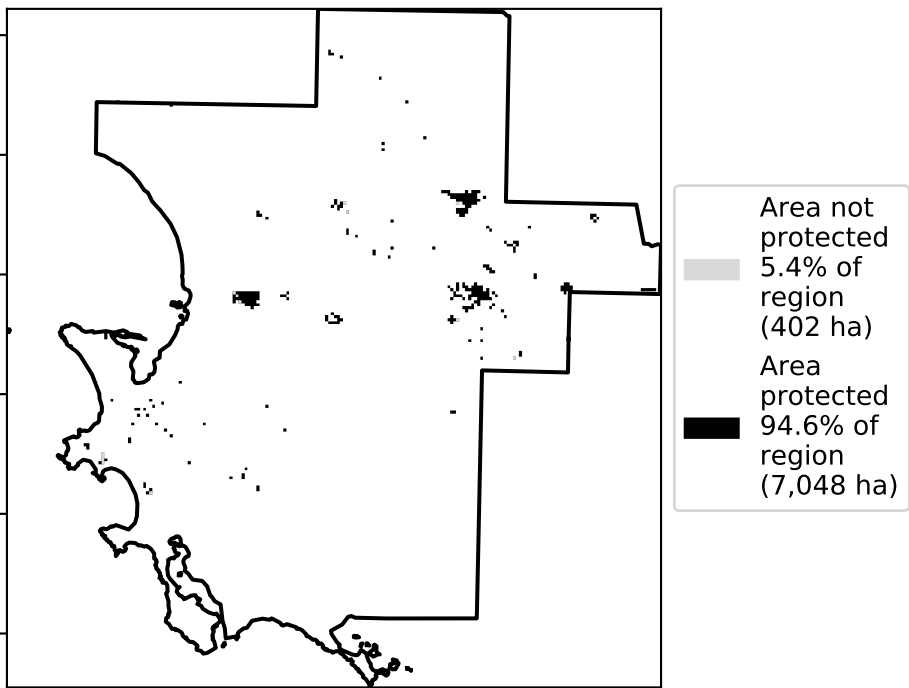 Area not
protected
5.4% of
region
(402 ha)
Area
protected
94.6% of
region
(7,048 ha)